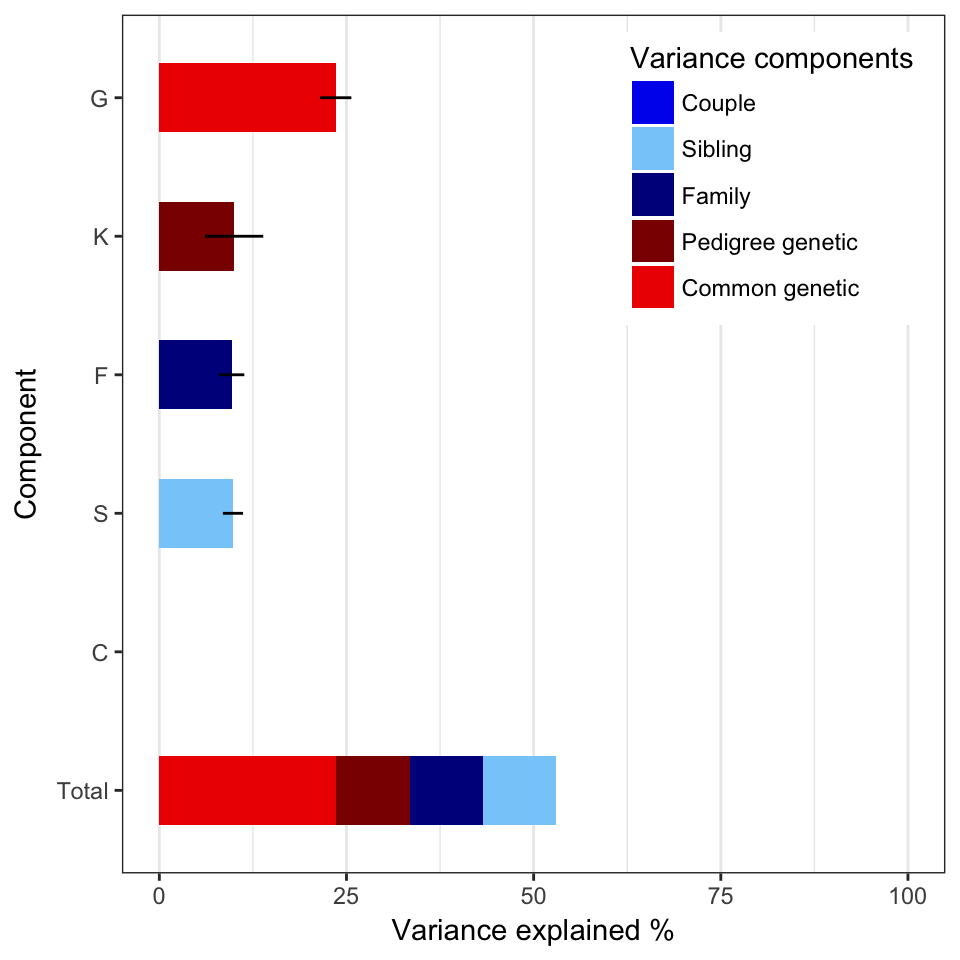 Variance components
Couple
Sibling
Family
Pedigree genetic
Common genetic
Component
G
K
F
S
C
Total
0 25 50 75 100
Variance explained %